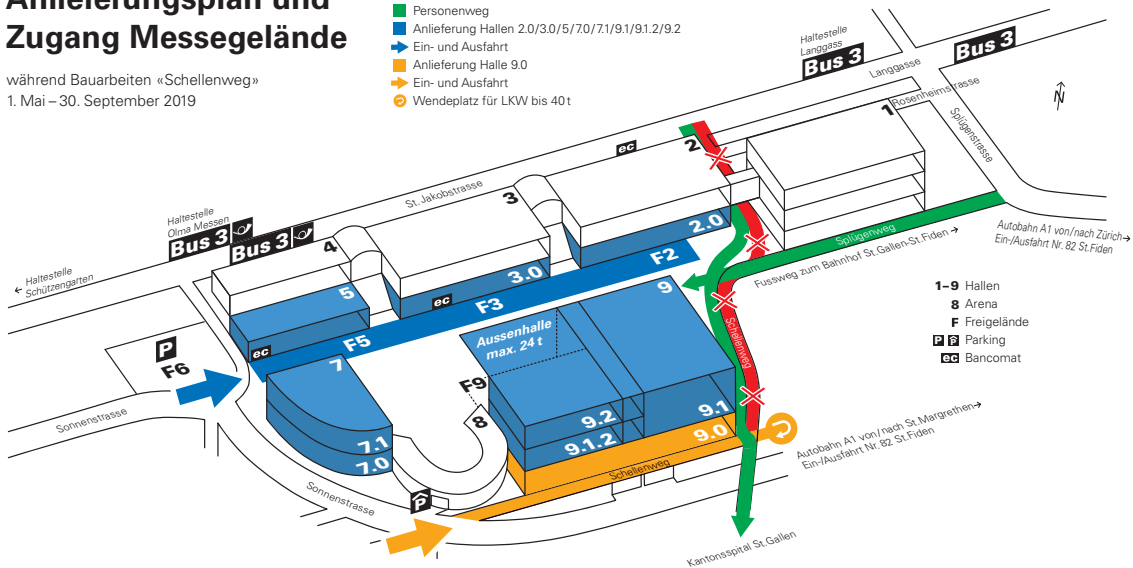 Anlieferungsplan und
Zugang Messegelände
während Bauarbeiten «Schellenweg»
1. Mai – 30. September 2019
Personenweg
Anlieferung Hallen 2.0/3.0/5/7.0/7.1/9.1/9.1.2/9.2
Ein- und Ausfahrt
Anlieferung Halle 9.0
Ein- und Ausfahrt
Wendeplatz für LKW bis 40 t
Haltestelle
Langgass
Bus 3
Bus 3
Langgasse
Rosenheimstrasse
Splügenstrasse
N
1
2
ec
St. Jakobstrasse
3
Haltestelle
Olma Messen
Bus 3
Bus 3
4
← Haltestelle
Schützengarten
2.0
Splügenweg
Autobahn A1 von/nach Zürich→
Ein-/Ausfahrt Nr. 82 St.Fiden
Fussweg zum Bahnhof St.Gallen-St.Fiden →
F2
3.0
5
ec
F3
9
1–9 Hallen
8 Arena
F Freigelände
P P Parking
ec Bancomat
Aussenhalle
max. 24 t
Schellenweg
P
F6
ec
F5
7
F9
8
9.2
9.1
9.1.2
9.0
7.1
7.0
Sonnenstrasse
Sonnenstrasse
P
Schellenweg
Autobahn A1 von/nach St.Margrethen→
Ein-/Ausfahrt Nr. 82 St.Fiden
Kantonsspital St.Gallen